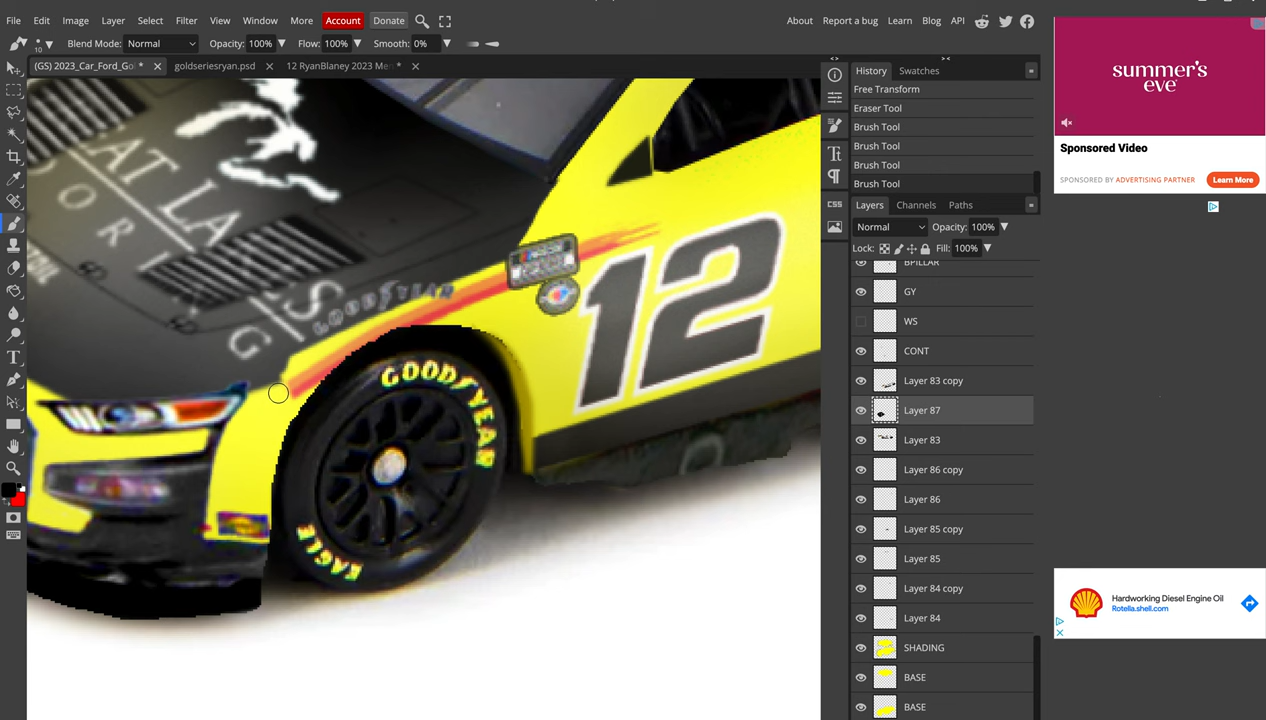 File Edit Image Layer Select Filter View Window More Account Donate
About Report a bug Learn Blog API
Blend Mode: Normal Opacity: 100% Flow: 100% Smooth: 0%
10
(GS) 2023_Car_Ford_Go * goldseriesryan.psd 12 RyanBlaney 2023 Me *
History Swatches
Free Transform
Eraser Tool
Brush Tool
Brush Tool
Brush Tool
Brush Tool
Layers Channels Paths
Normal Opacity: 100%
Lock: Fill: 100%
CSS
BPILLAR
GY
WS
CONT
Layer 83 copy
Layer 87
Layer 83
Layer 86 copy
Layer 86
Layer 85 copy
Layer 85
Layer 84 copy
Layer 84
SHADING
BASE
BASE
summer's
eve
Sponsored Video
SPONSORED BY ADVERTISING PARTNER Learn More
Hardworking Diesel Engine Oil
Rotella.shell.com
12
GOODYEAR
GOODYEAR
EAGLE